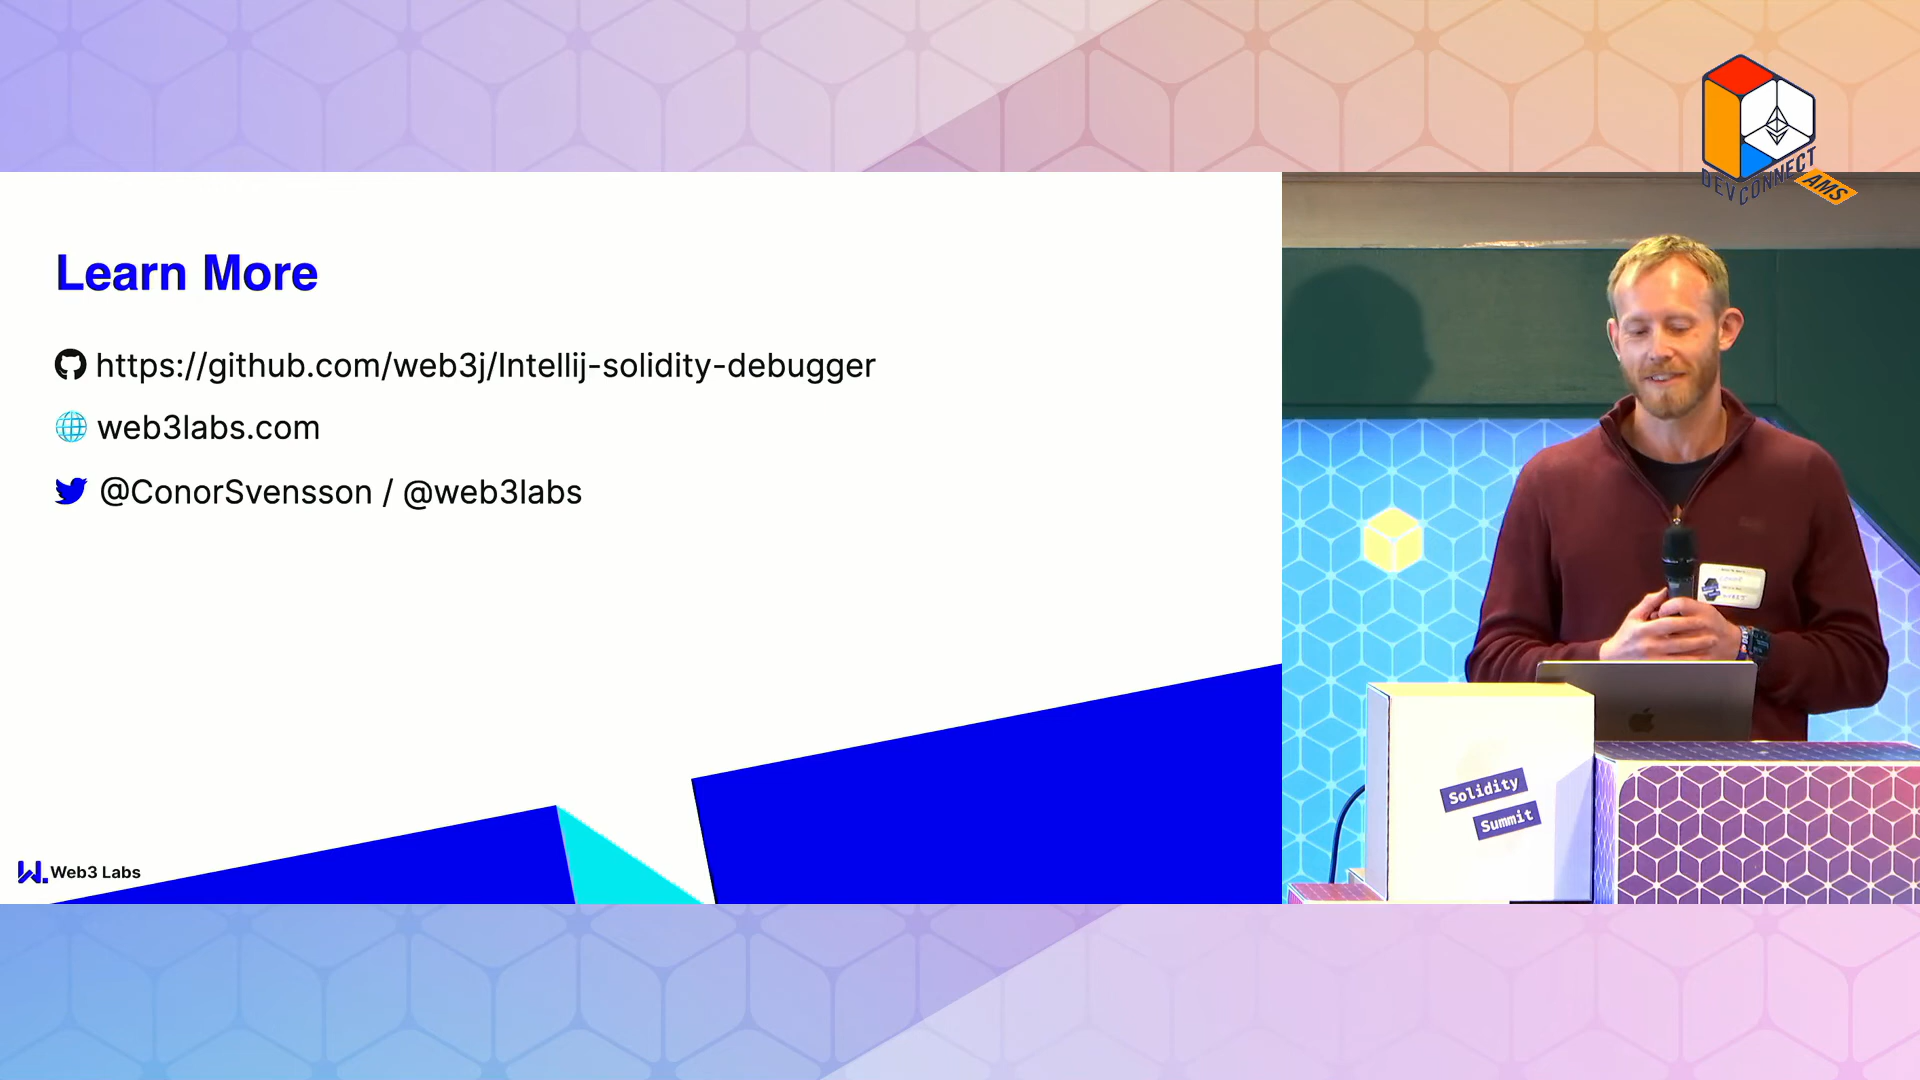 DEVCONNECT
AMS
Learn More
https://github.com/web3j/Intellij-solidity-debugger
web3labs.com
@ConorSvensson / @web3labs
W. Web3 Labs
Solidity
Summit